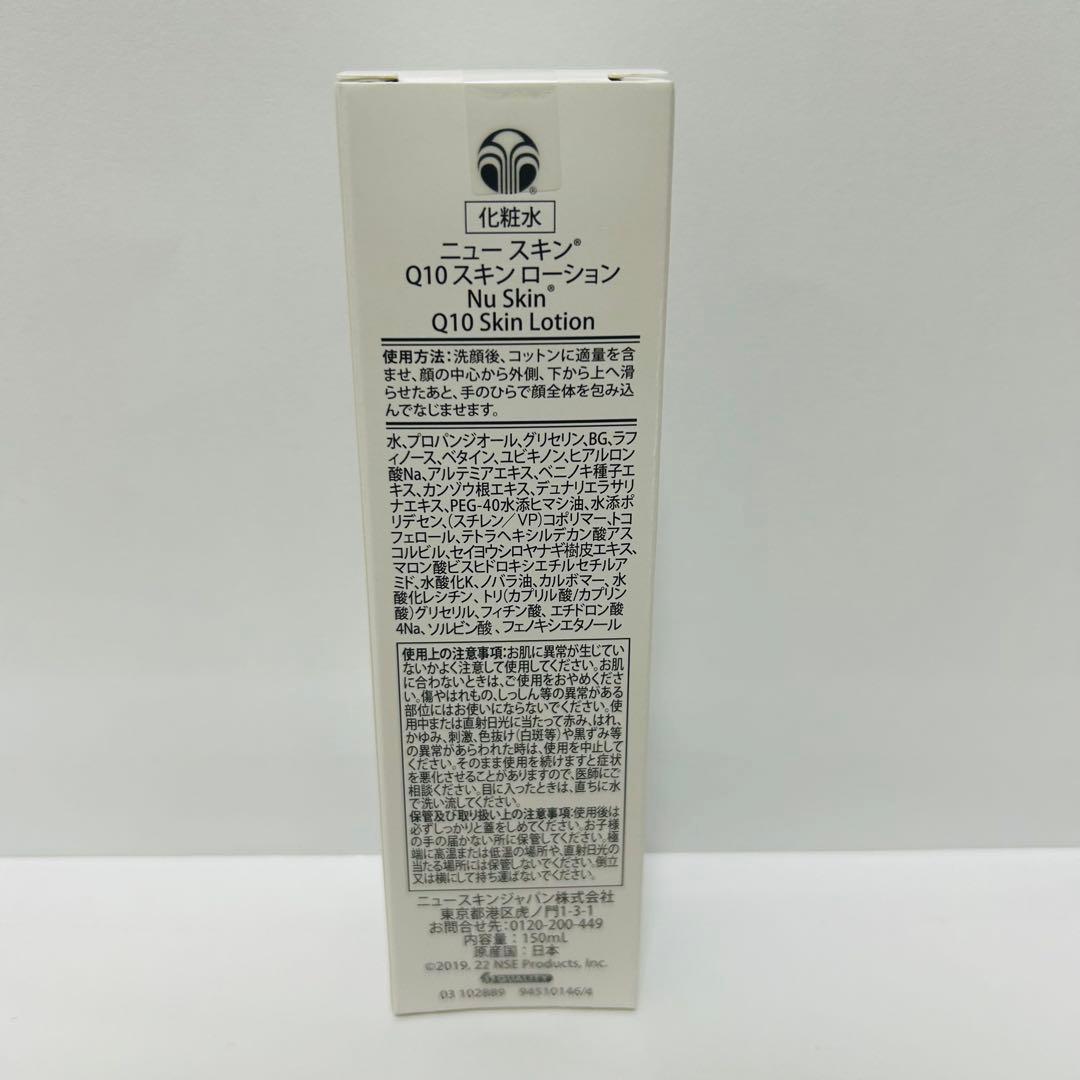 ®
化粧水
ニュー スキン®
Q10 スキン ローション
Nu Skin®
Q10 Skin Lotion
使用方法:洗顔後、コットンに適量を含
ませ、顔の中心から外側、下から上へ滑
らせたあと、手のひらで顔全体を包み込
んでなじませます。
水、プロパンジオール、グリセリン、BG、ラフ
ィノース、ベタイン、ユビキノン、ヒアルロン
酸Na、アルテミアエキス、ベニノキ種子エ
キス、カンゾウ根エキス、デュナリエラサリ
ナエキス、PEG-40水添ヒマシ油、水添ポ
リデセン、(スチレン/VP)コポリマー、トコ
フェロール、テトラヘキシルデカン酸アス
コルビル、セイヨウシロヤナギ樹皮エキス、
マロン酸ビスヒドロキシエチルセチルア
ミド、水酸化K、ノバラ油、カルボマー、水
酸化レシチン、トリ(カプリル酸/カプリン
酸)グリセリル、フィチン酸、エチドロン酸
4Na、ソルビン酸、フェノキシエタノール
使用上の注意事項:お肌に異常が生じてい
ないかよく注意して使用してください。お肌
に合わないときは、ご使用をおやめくださ
い。傷やはれもの、しっしん等の異常がある
部位にはお使いにならないでください。使
用中または直射日光に当たって赤み、はれ、
かゆみ、刺激、色抜け(白斑等)や黒ずみ等
の異常があらわれた時は、使用を中止して
ください。そのまま使用を続けますと症状
を悪化させることがありますので、医師にご
相談ください。目に入ったときは、直ちに水
で洗い流してください。
保管及び取り扱い上の注意事項:使用後は
必ずしっかりと蓋をしめてください。お子様
の手の届かない所に保管してください。極
端に高温または低温の場所や、直射日光の
当たる場所には保管しないでください。倒立
又は横にして持ち運ばないでください。
ニュースキンジャパン株式会社
東京都港区虎ノ門1-3-1
お問合せ先:0120-200-449
内容量:150mL
原産国:日本
©2019, 22 NSE Products, Inc.
QUALITY
03 102889 94510146/4